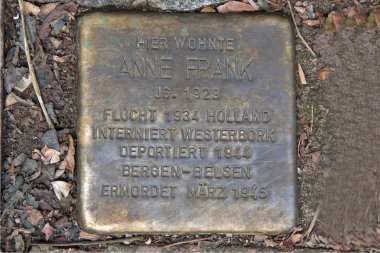 HIER WOHNTE
ANNE FRANK
JG. 1929
FLUCHT 1934 HOLLAND
INTERNIERT WESTERBORK
DEPORTIERT 1944
BERGEN-BELSEN
ERMORDET MÄRZ 1945